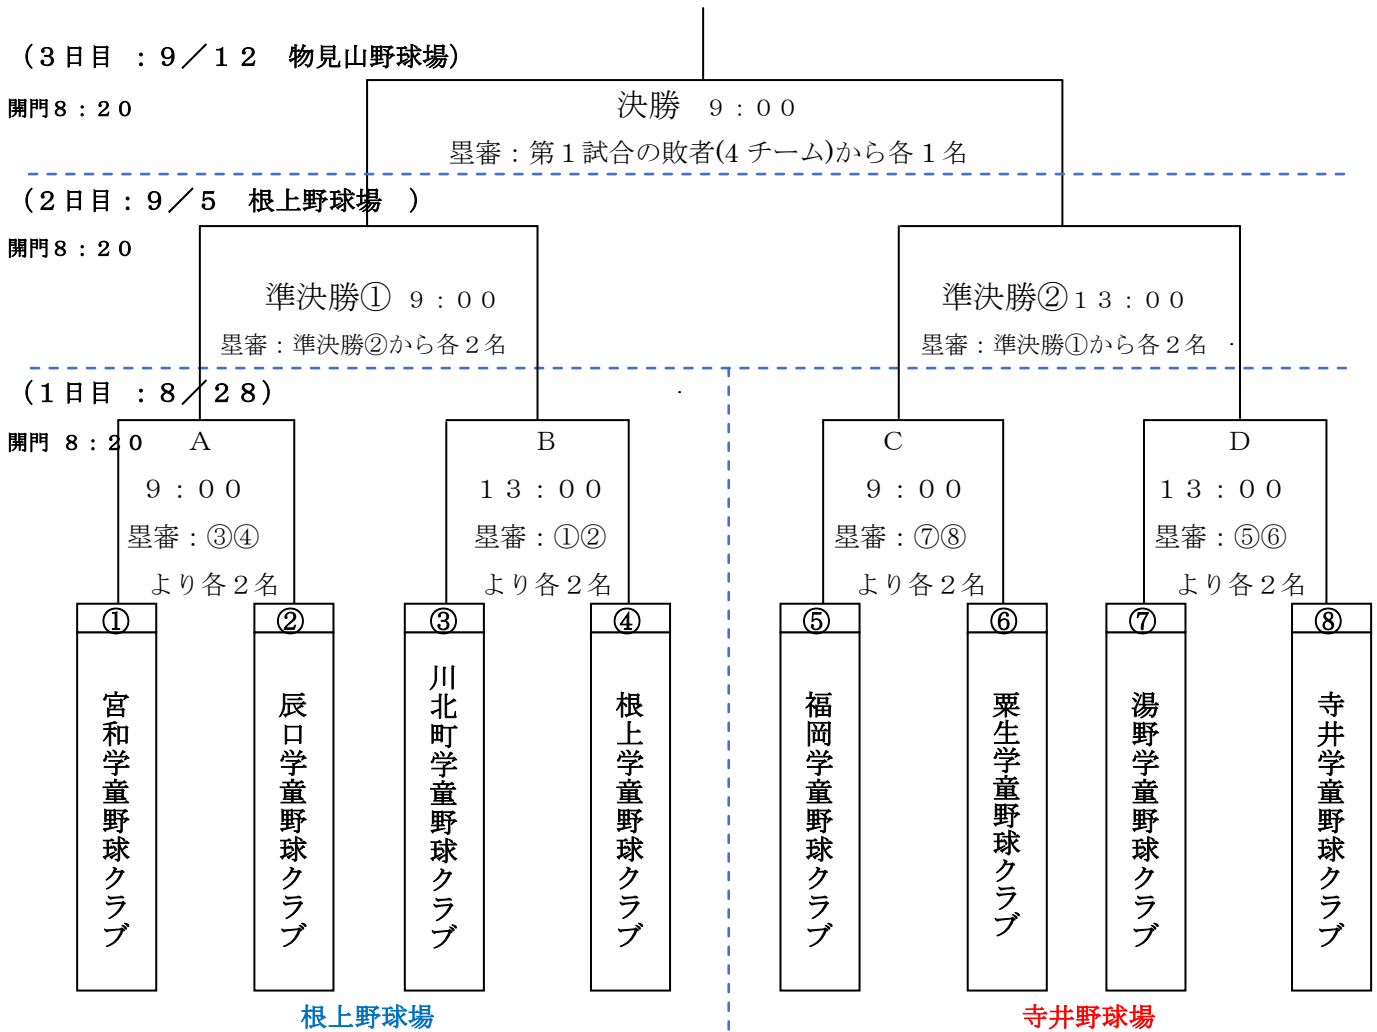 （３日目　：９／１２　物見山野球場）
開門８：２０
決勝　９：００
塁審：第１試合の敗者(4 チーム)から各１名
（２日目：９／５　根上野球場　）
開門８：２０
準決勝①　９：００
塁審：準決勝②から各２名
準決勝②１３：００
塁審：準決勝①から各２名
（１日目　：８／２８）
開門 ８：２０
A
９：００
塁審：③④
より各２名
B
１３：００
塁審：①②
より各２名
C
９：００
塁審：⑦⑧
より各２名
D
１３：００
塁審：⑤⑥
より各２名
①
宮和学童野球クラブ
②
辰口学童野球クラブ
③
川北町学童野球クラブ
④
根上学童野球クラブ
⑤
福岡学童野球クラブ
⑥
粟生学童野球クラブ
⑦
湯野学童野球クラブ
⑧
寺井学童野球クラブ
根上野球場
寺井野球場